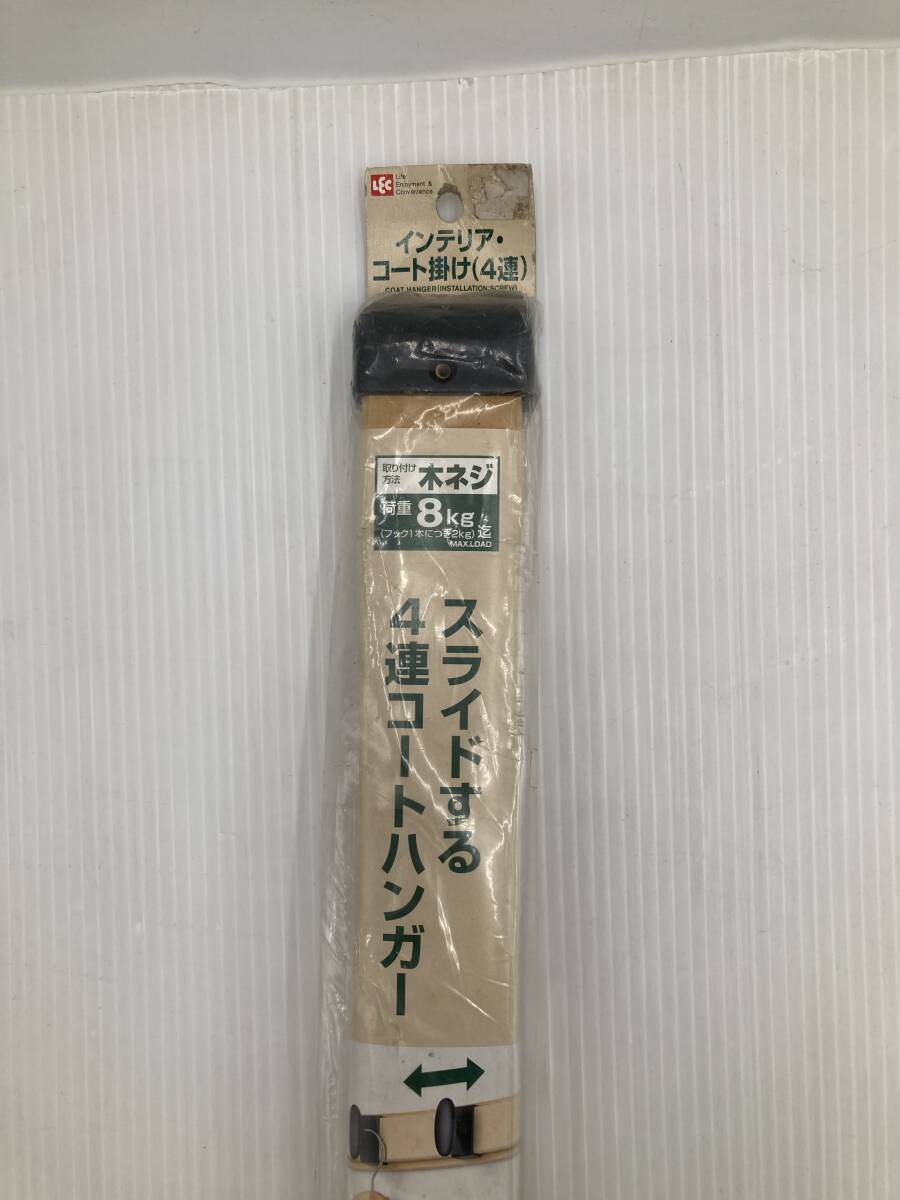 LEC
Life
Enjoyment &
Convenience
インテリア・
コート掛け(4連)
COAT HANGER(INSTALLATION:SCREW)
取り付け
方法
木ネジ
荷重 8kg
(フック1本につき2kg) 迄
MAX.LOAD
スライドする
4連コートハンガー